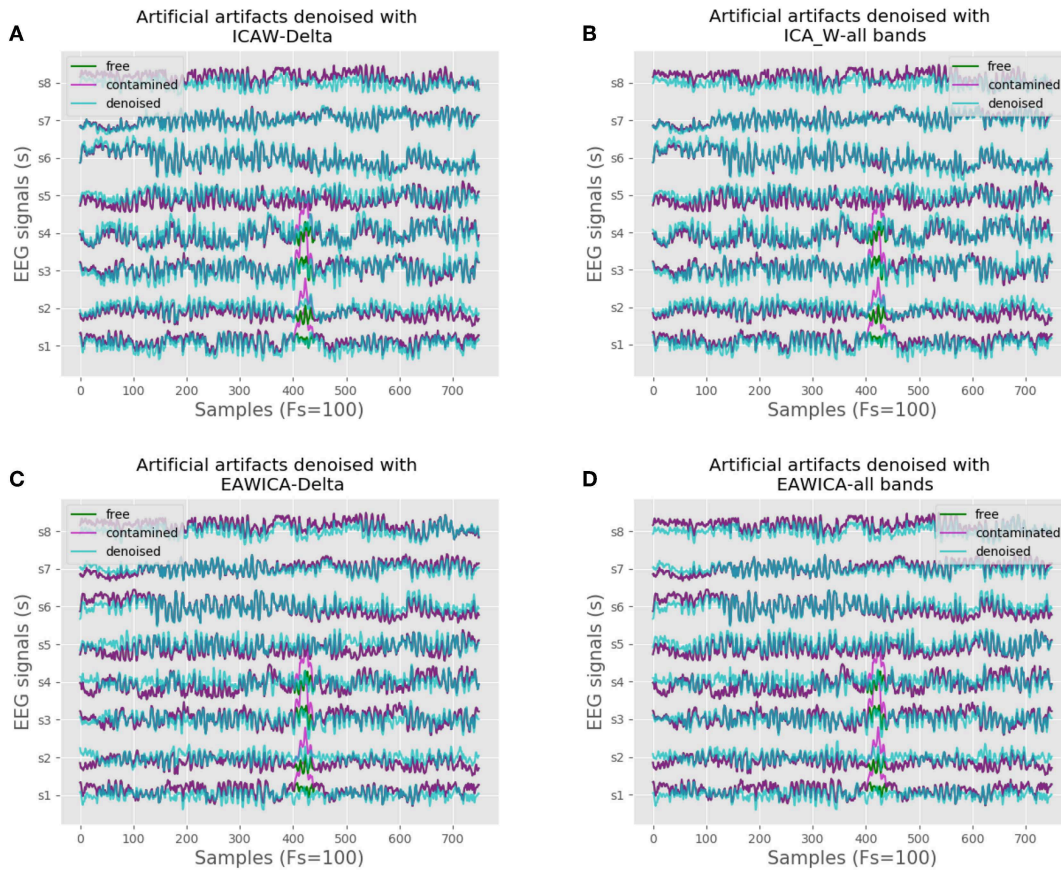 A
Artificial artifacts denoised with
ICAW-Delta
free
contamined
denoised
EEG signals (s)
s8
s7
s6
s5
s4
s3
s2
s1
0 100 200 300 400 500 600 700
Samples (Fs=100)
B
Artificial artifacts denoised with
ICA_W-all bands
free
contamined
denoised
EEG signals (s)
s8
s7
s6
s5
s4
s3
s2
s1
0 100 200 300 400 500 600 700
Samples (Fs=100)
C
Artificial artifacts denoised with
EAWICA-Delta
free
contamined
denoised
EEG signals (s)
s8
s7
s6
s5
s4
s3
s2
s1
0 100 200 300 400 500 600 700
Samples (Fs=100)
D
Artificial artifacts denoised with
EAWICA-all bands
free
contaminated
denoised
EEG signals (s)
s8
s7
s6
s5
s4
s3
s2
s1
0 100 200 300 400 500 600 700
Samples (Fs=100)